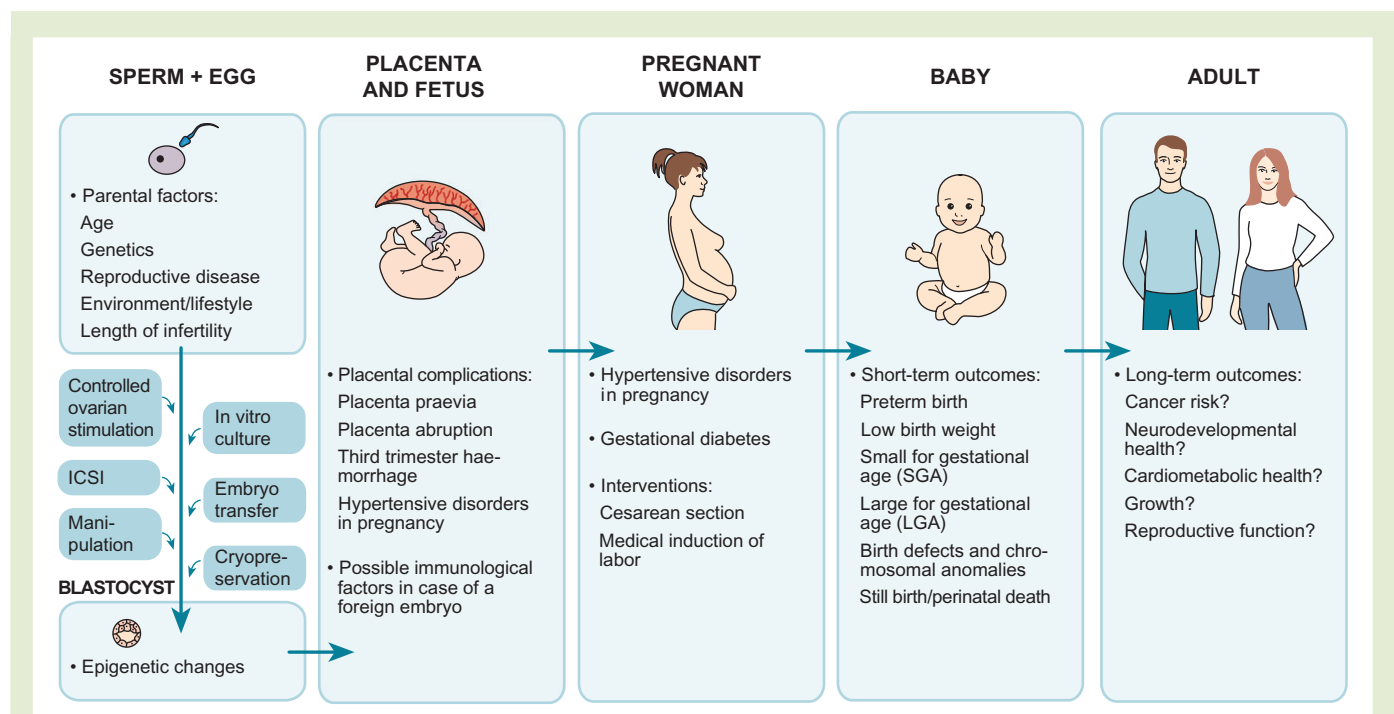 SPERM + EGG
• Parental factors:
Age
Genetics
Reproductive disease
Environment/lifestyle
Length of infertility
Controlled
ovarian
stimulation
In vitro
culture
ICSI
Embryo
transfer
Mani-
pulation
Cryopre-
servation
BLASTOCYST
• Epigenetic changes
PLACENTA
AND FETUS
• Placental complications:
Placenta praevia
Placenta abruption
Third trimester hae-
morrhage
Hypertensive disorders
in pregnancy
• Possible immunological
factors in case of a
foreign embryo
PREGNANT
WOMAN
• Hypertensive disorders
in pregnancy
• Gestational diabetes
• Interventions:
Cesarean section
Medical induction of
labor
BABY
• Short-term outcomes:
Preterm birth
Low birth weight
Small for gestational
age (SGA)
Large for gestational
age (LGA)
Birth defects and chro-
mosomal anomalies
Still birth/perinatal death
ADULT
• Long-term outcomes:
Cancer risk?
Neurodevelopmental
health?
Cardiometabolic health?
Growth?
Reproductive function?